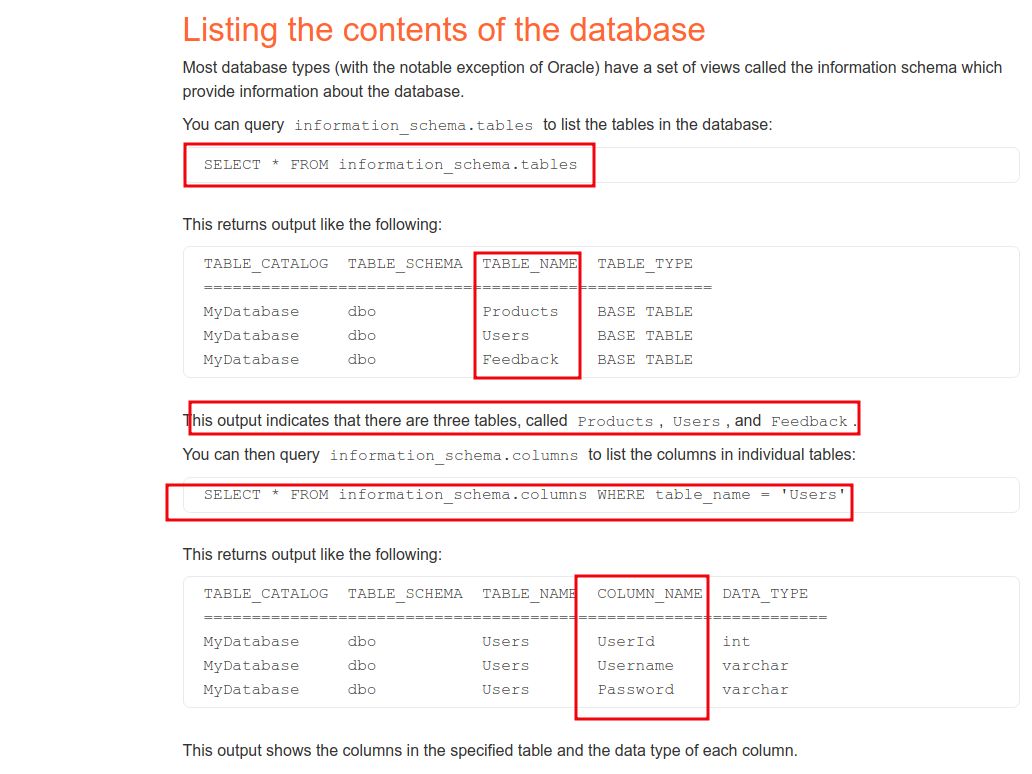 Listing the contents of the database
Most database types (with the notable exception of Oracle) have a set of views called the information schema which
provide information about the database.
You can query information_schema.tables to list the tables in the database:
SELECT * FROM information_schema.tables
This returns output like the following:
TABLE_CATALOG TABLE_SCHEMA TABLE_NAME TABLE_TYPE
=====================================================
MyDatabase dbo Products BASE TABLE
MyDatabase dbo Users BASE TABLE
MyDatabase dbo Feedback BASE TABLE
This output indicates that there are three tables, called Products, Users, and Feedback.
You can then query information_schema.columns to list the columns in individual tables:
SELECT * FROM information_schema.columns WHERE table_name = 'Users'
This returns output like the following:
TABLE_CATALOG TABLE_SCHEMA TABLE_NAME COLUMN_NAME DATA_TYPE
=================================================================
MyDatabase dbo Users UserId int
MyDatabase dbo Users Username varchar
MyDatabase dbo Users Password varchar
This output shows the columns in the specified table and the data type of each column.